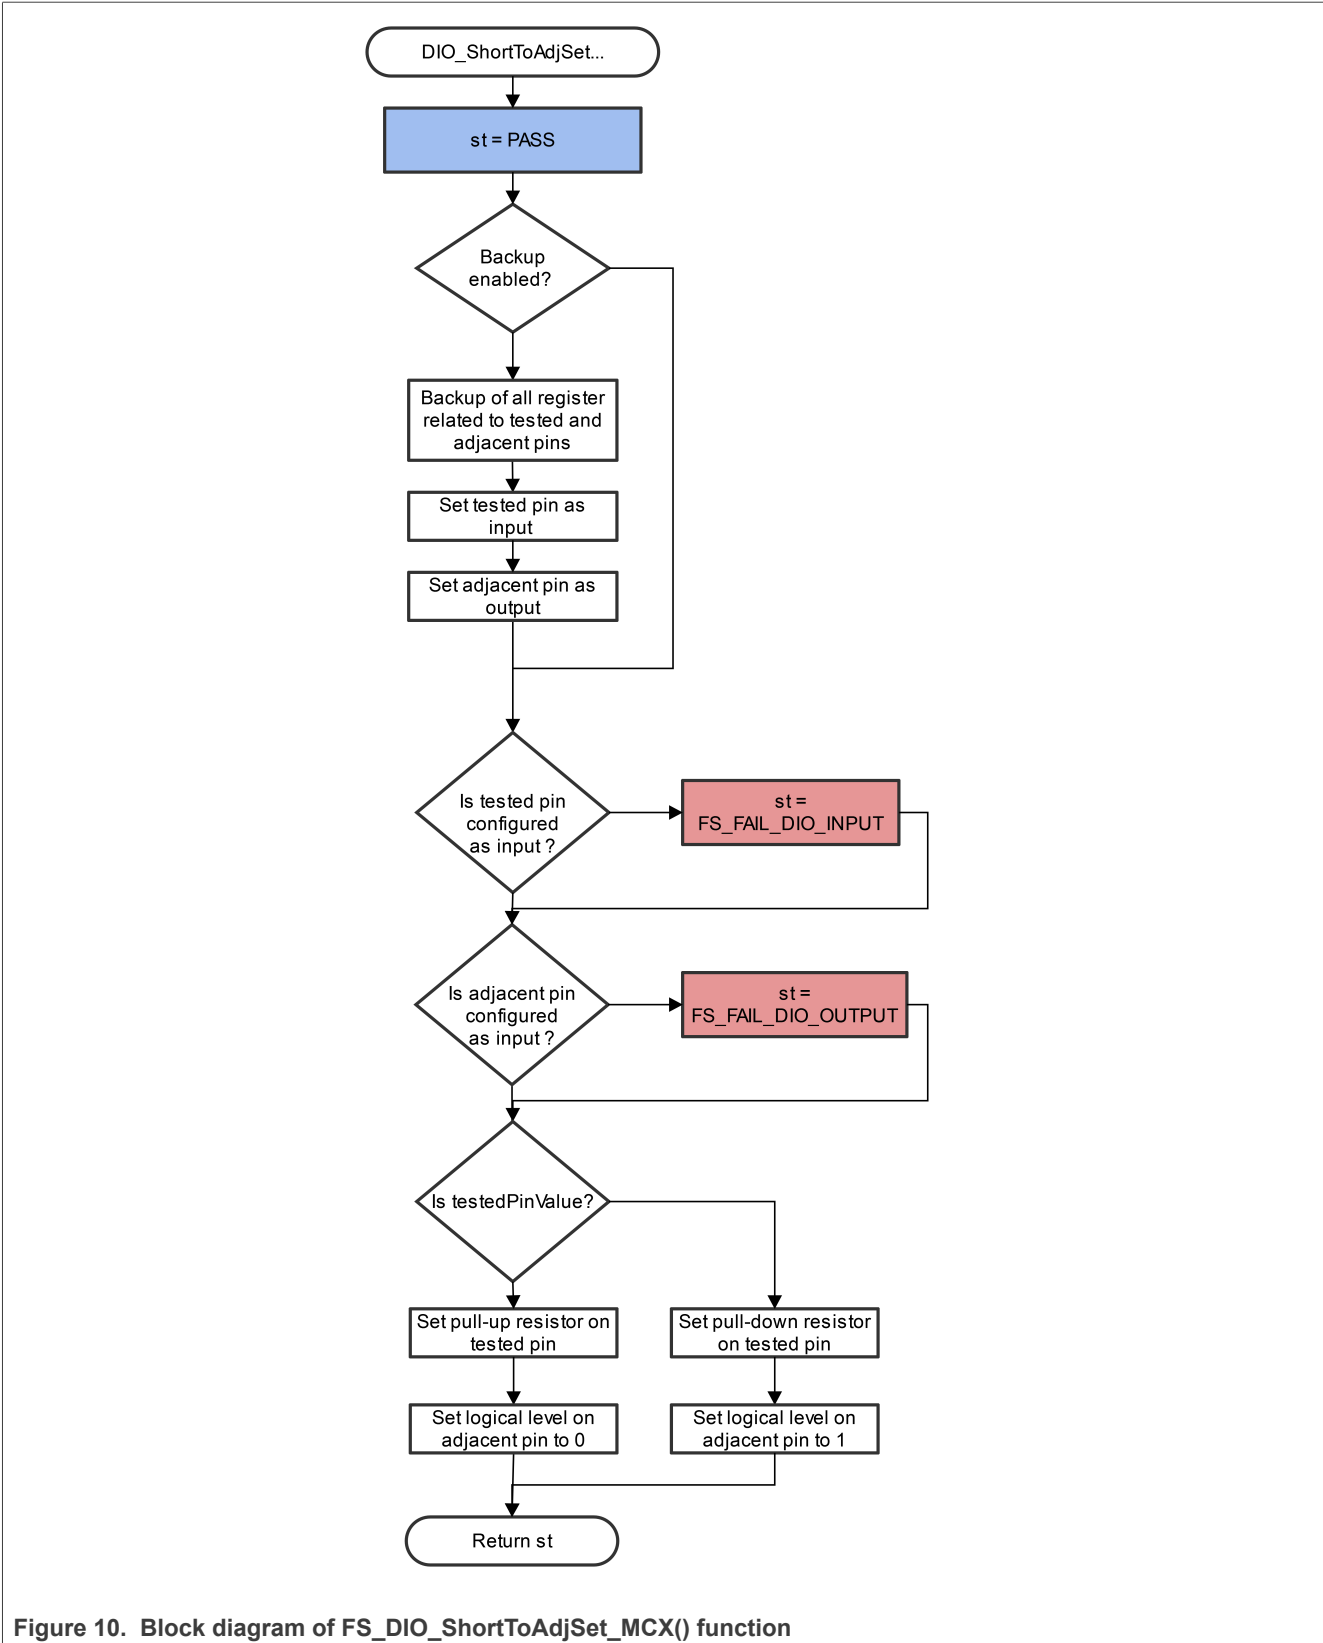 DIO_ShortToAdjSet...
st = PASS
Backup
enabled?
Backup of all register
related to tested and
adjacent pins
Set tested pin as
input
Set adjacent pin as
output
Is tested pin
configured
as input ?
st =
FS_FAIL_DIO_INPUT
Is adjacent pin
configured
as input ?
st =
FS_FAIL_DIO_OUTPUT
Is testedPinValue?
Set pull-up resistor on
tested pin
Set pull-down resistor
on tested pin
Set logical level on
adjacent pin to 0
Set logical level on
adjacent pin to 1
Return st
Figure 10. Block diagram of FS_DIO_ShortToAdjSet_MCX() function